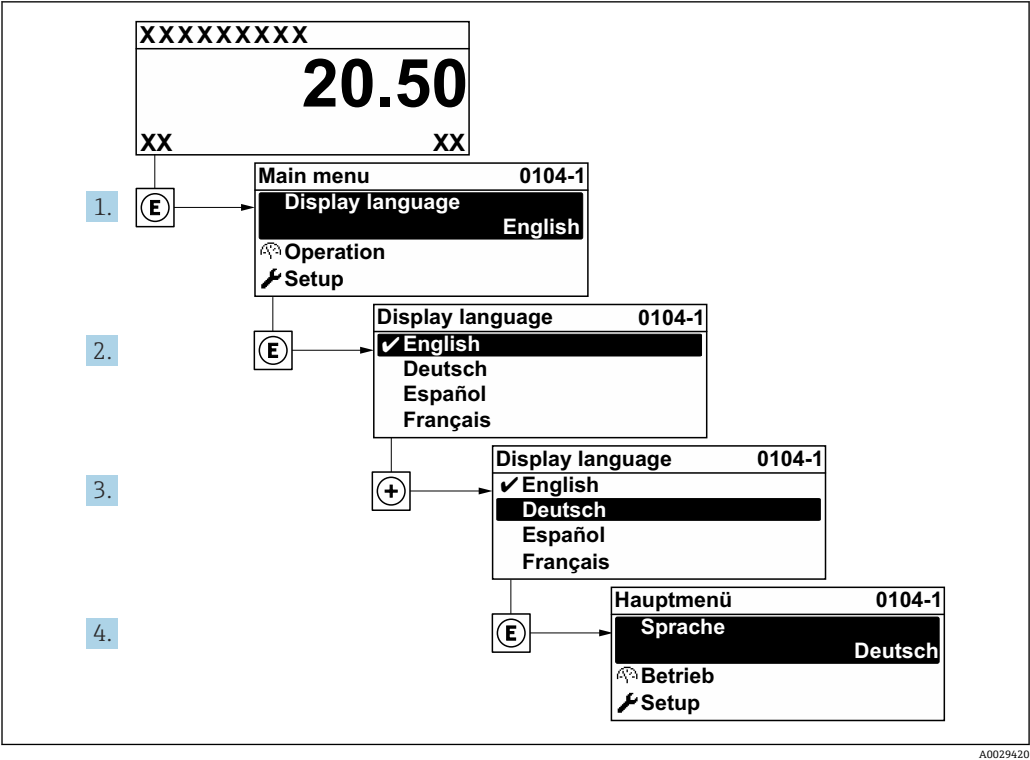 XXXXXXXXX
20.50
XX XX
1. E
Main menu 0104-1
Display language
English
Operation
Setup
2. E
Display language 0104-1
✔English
Deutsch
Español
Français
3. +
Display language 0104-1
✔English
Deutsch
Español
Français
4. E
Hauptmenü 0104-1
Sprache
Deutsch
Betrieb
Setup
A0029420